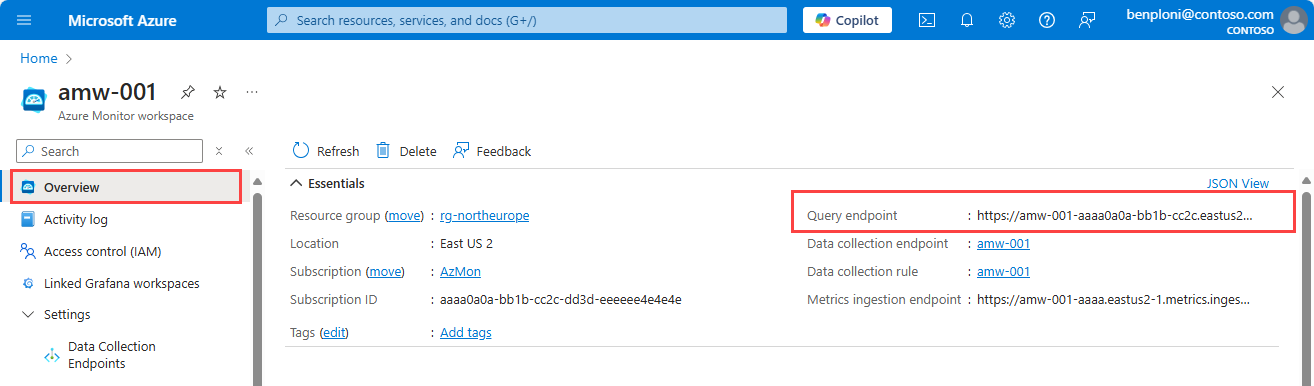 Microsoft Azure
Search resources, services, and docs (G+/)
Copilot
benploni@contoso.com
CONTOSO
Home
amw-001
Azure Monitor workspace
Search
Overview
Activity log
Access control (IAM)
Linked Grafana workspaces
Settings
Data Collection
Endpoints
Refresh
Delete
Feedback
Essentials
JSON View
Resource group (move) : rg-northeurope
Location : East US 2
Subscription (move) : AzMon
Subscription ID : aaaa0a0a-bb1b-cc2c-dd3d-eeeeee4e4e4e
Tags (edit) : Add tags
Query endpoint : https://amw-001-aaaa0a0a-bb1b-cc2c.eastus2...
Data collection endpoint : amw-001
Data collection rule : amw-001
Metrics ingestion endpoint : https://amw-001-aaaa.eastus2-1.metrics.inges...